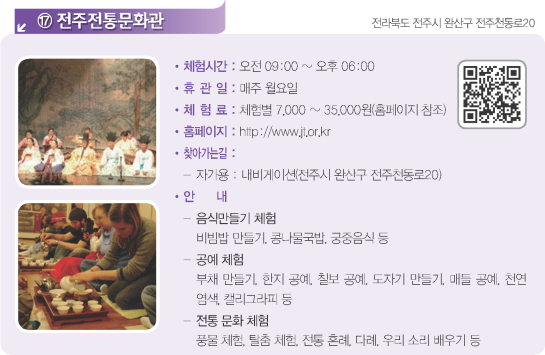 ⑰ 전주전통문화관
전라북도 전주시 완산구 전주천동로20
• 체험시간 : 오전 09:00 ~ 오후 06:00
• 휴 관 일 : 매주 월요일
• 체 험 료 : 체험별 7,000 ~ 35,000원(홈페이지 참조)
• 홈페이지 : http://www.jt.or.kr
• 찾아가는길 :
– 자가용 : 내비게이션(전주시 완산구 전주천동로20)
• 안 내
– 음식만들기 체험
비빔밥 만들기, 콩나물국밥, 궁중음식 등
– 공예 체험
부채 만들기, 한지 공예, 칠보 공예, 도자기 만들기, 매듭 공예, 천연
염색, 캘리그라피 등
– 전통 문화 체험
풍물 체험, 탈춤 체험, 전통 혼례, 다례, 우리 소리 배우기 등